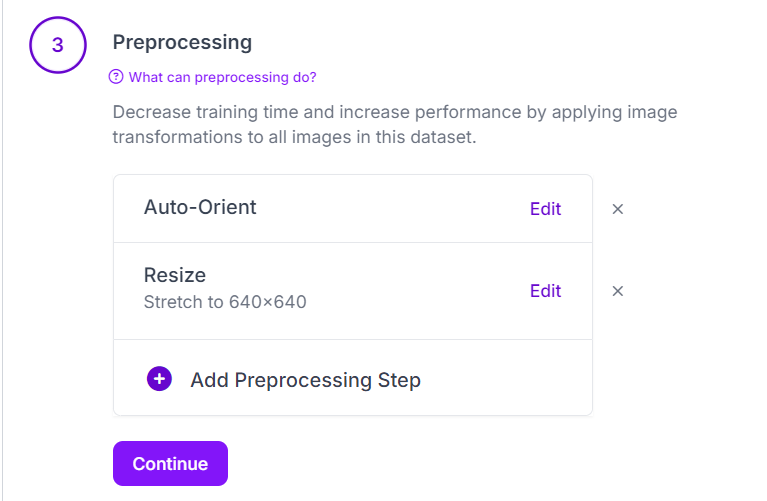 3
Preprocessing
? What can preprocessing do?
Decrease training time and increase performance by applying image
transformations to all images in this dataset.
Auto-Orient
Edit ×
Resize
Stretch to 640×640
Edit ×
+ Add Preprocessing Step
Continue